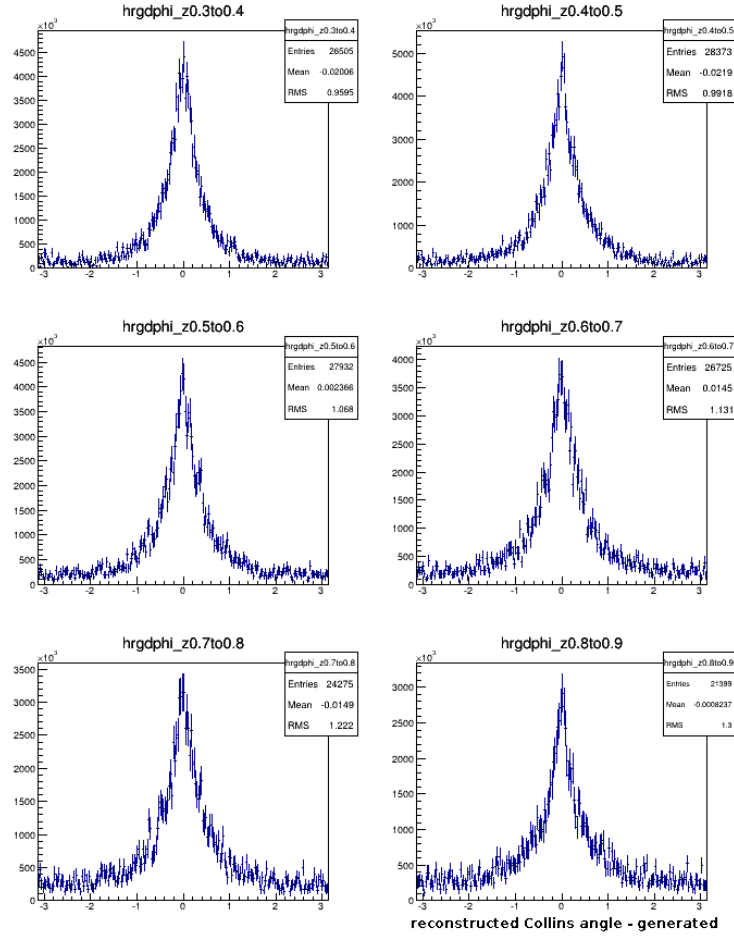 hrgdphi_z0.3to0.4
×10³
hrgdphi_z0.3to0.4
Entries 26505
Mean -0.02006
RMS 0.9595
4500
4000
3500
3000
2500
2000
1500
1000
500
0
-3 -2 -1 0 1 2 3
hrgdphi_z0.4to0.5
×10³
hrgdphi_z0.4to0.5
Entries 28373
Mean -0.0219
RMS 0.9918
5000
4000
3000
2000
1000
0
-3 -2 -1 0 1 2 3
hrgdphi_z0.5to0.6
×10³
hrgdphi_z0.5to0.6
Entries 27932
Mean 0.002366
RMS 1.068
4500
4000
3500
3000
2500
2000
1500
1000
500
0
-3 -2 -1 0 1 2 3
hrgdphi_z0.6to0.7
×10³
hrgdphi_z0.6to0.7
Entries 26725
Mean 0.0145
RMS 1.131
4000
3500
3000
2500
2000
1500
1000
500
0
-3 -2 -1 0 1 2 3
hrgdphi_z0.7to0.8
×10³
hrgdphi_z0.7to0.8
Entries 24275
Mean -0.0149
RMS 1.222
3500
3000
2500
2000
1500
1000
500
0
-3 -2 -1 0 1 2 3
hrgdphi_z0.8to0.9
×10³
hrgdphi_z0.8to0.9
Entries 21399
Mean -0.0008237
RMS 1.3
3000
2500
2000
1500
1000
500
0
-3 -2 -1 0 1 2 3
reconstructed Collins angle - generated